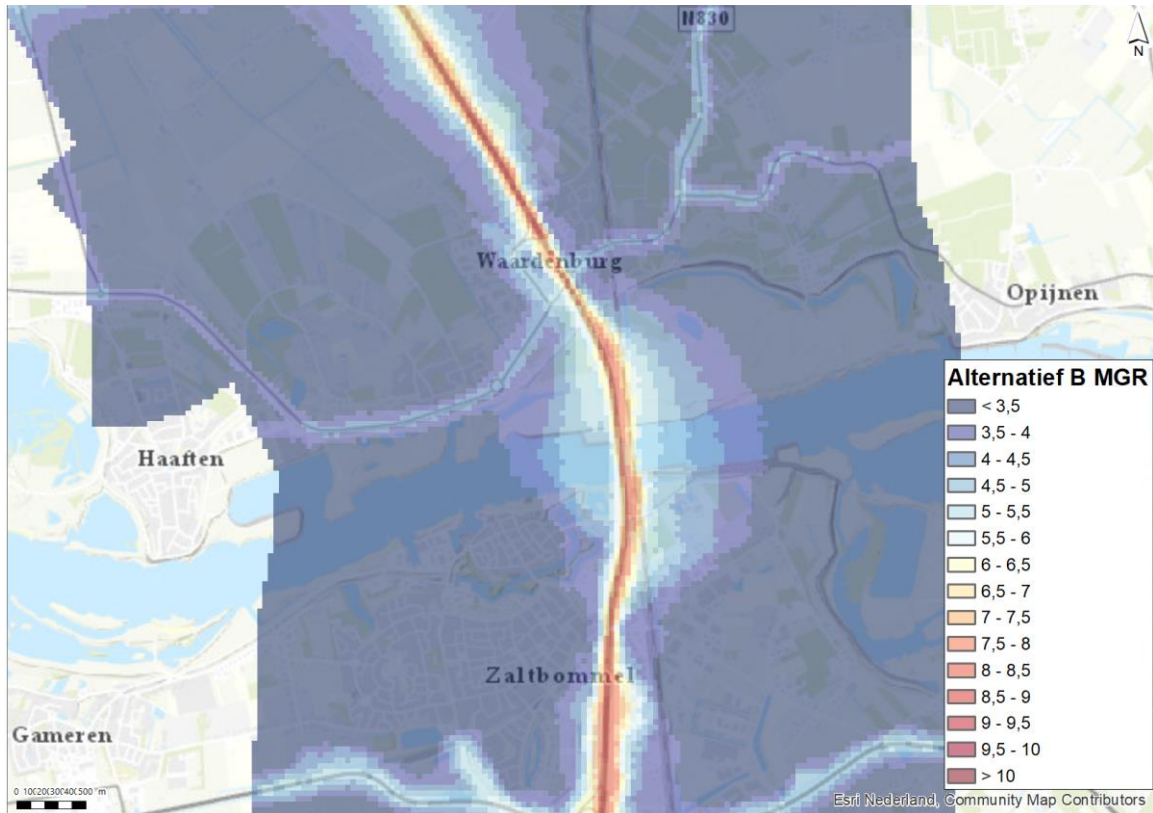 N830
N
Waardenburg
Opijnen
Alternatief B MGR
< 3,5
3,5 - 4
4 - 4,5
4,5 - 5
5 - 5,5
5,5 - 6
6 - 6,5
6,5 - 7
7 - 7,5
7,5 - 8
8 - 8,5
8,5 - 9
9 - 9,5
9,5 - 10
> 10
Haaften
Zaltbommel
Gameren
m
Esri Nederland, Community Map Contributors